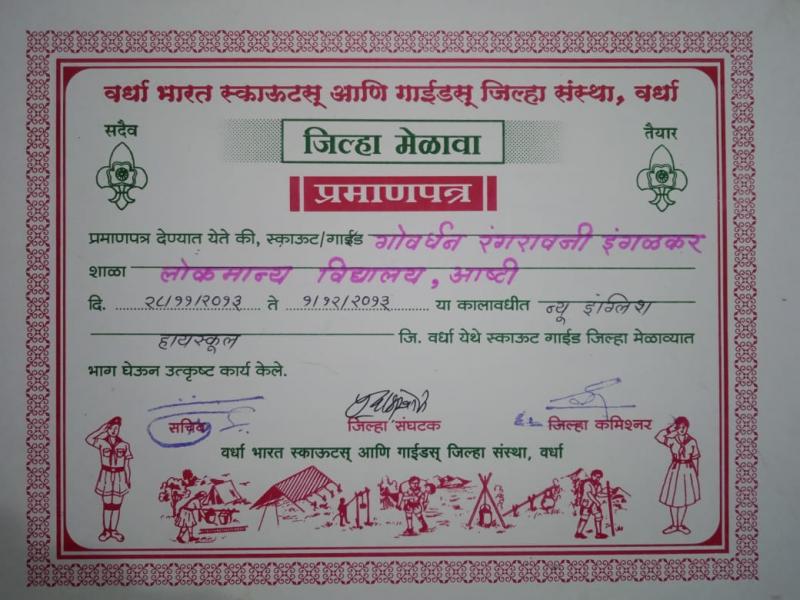 वर्धा भारत स्काऊटस् आणि गाईडस् जिल्हा संस्था, वर्धा
सदैव
तैयार
जिल्हा मेळावा
प्रमाणपत्र
प्रमाणपत्र देण्यात येते की, स्काऊट/गाईड गोवर्धन रंगरावजी इंगळकर
शाळा लोकमान्य विद्यालय, आष्टी
दि. २८/११/२०१३ ते १/१२/२०१३ या कालावधीत न्यू इंग्लिश
हायस्कूल जि. वर्धा येथे स्काऊट गाईड जिल्हा मेळाव्यात
भाग घेऊन उत्कृष्ट कार्य केले.
सचिव जिल्हा संघटक जिल्हा कमिश्नर
वर्धा भारत स्काऊटस् आणि गाईडस् जिल्हा संस्था, वर्धा